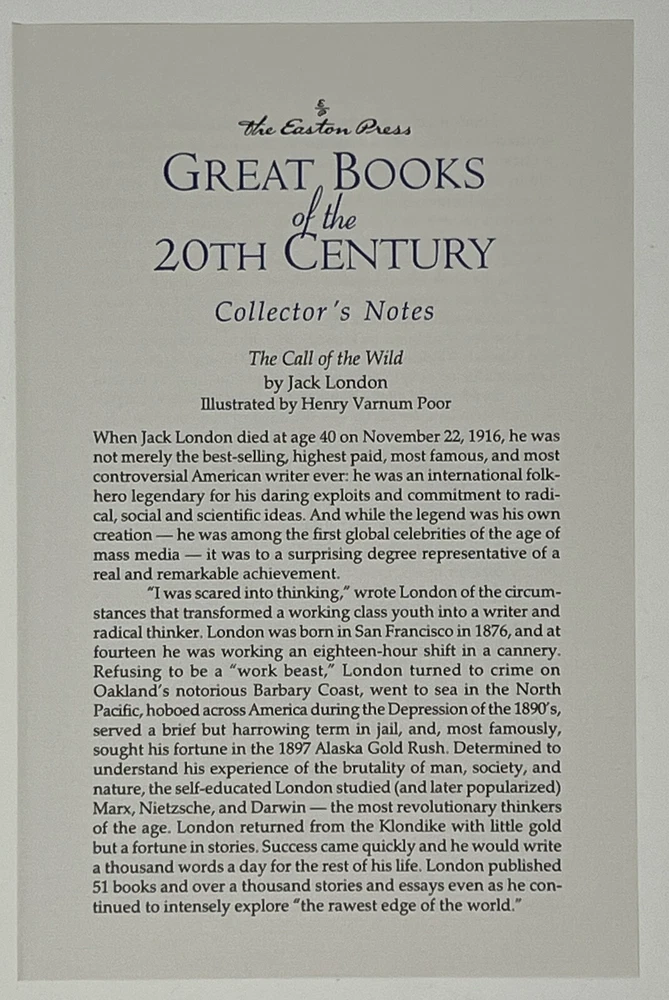 The Easton Press
GREAT BOOKS
of the
20TH CENTURY
Collector's Notes
The Call of the Wild
by Jack London
Illustrated by Henry Varnum Poor
When Jack London died at age 40 on November 22, 1916, he was
not merely the best-selling, highest paid, most famous, and most
controversial American writer ever: he was an international folk-
hero legendary for his daring exploits and commitment to radi-
cal, social and scientific ideas. And while the legend was his own
creation — he was among the first global celebrities of the age of
mass media — it was to a surprising degree representative of a
real and remarkable achievement.
"I was scared into thinking," wrote London of the circum-
stances that transformed a working class youth into a writer and
radical thinker. London was born in San Francisco in 1876, and at
fourteen he was working an eighteen-hour shift in a cannery.
Refusing to be a "work beast," London turned to crime on
Oakland's notorious Barbary Coast, went to sea in the North
Pacific, hoboed across America during the Depression of the 1890's,
served a brief but harrowing term in jail, and, most famously,
sought his fortune in the 1897 Alaska Gold Rush. Determined to
understand his experience of the brutality of man, society, and
nature, the self-educated London studied (and later popularized)
Marx, Nietzsche, and Darwin — the most revolutionary thinkers
of the age. London returned from the Klondike with little gold
but a fortune in stories. Success came quickly and he would write
a thousand words a day for the rest of his life. London published
51 books and over a thousand stories and essays even as he con-
tinued to intensely explore "the rawest edge of the world."